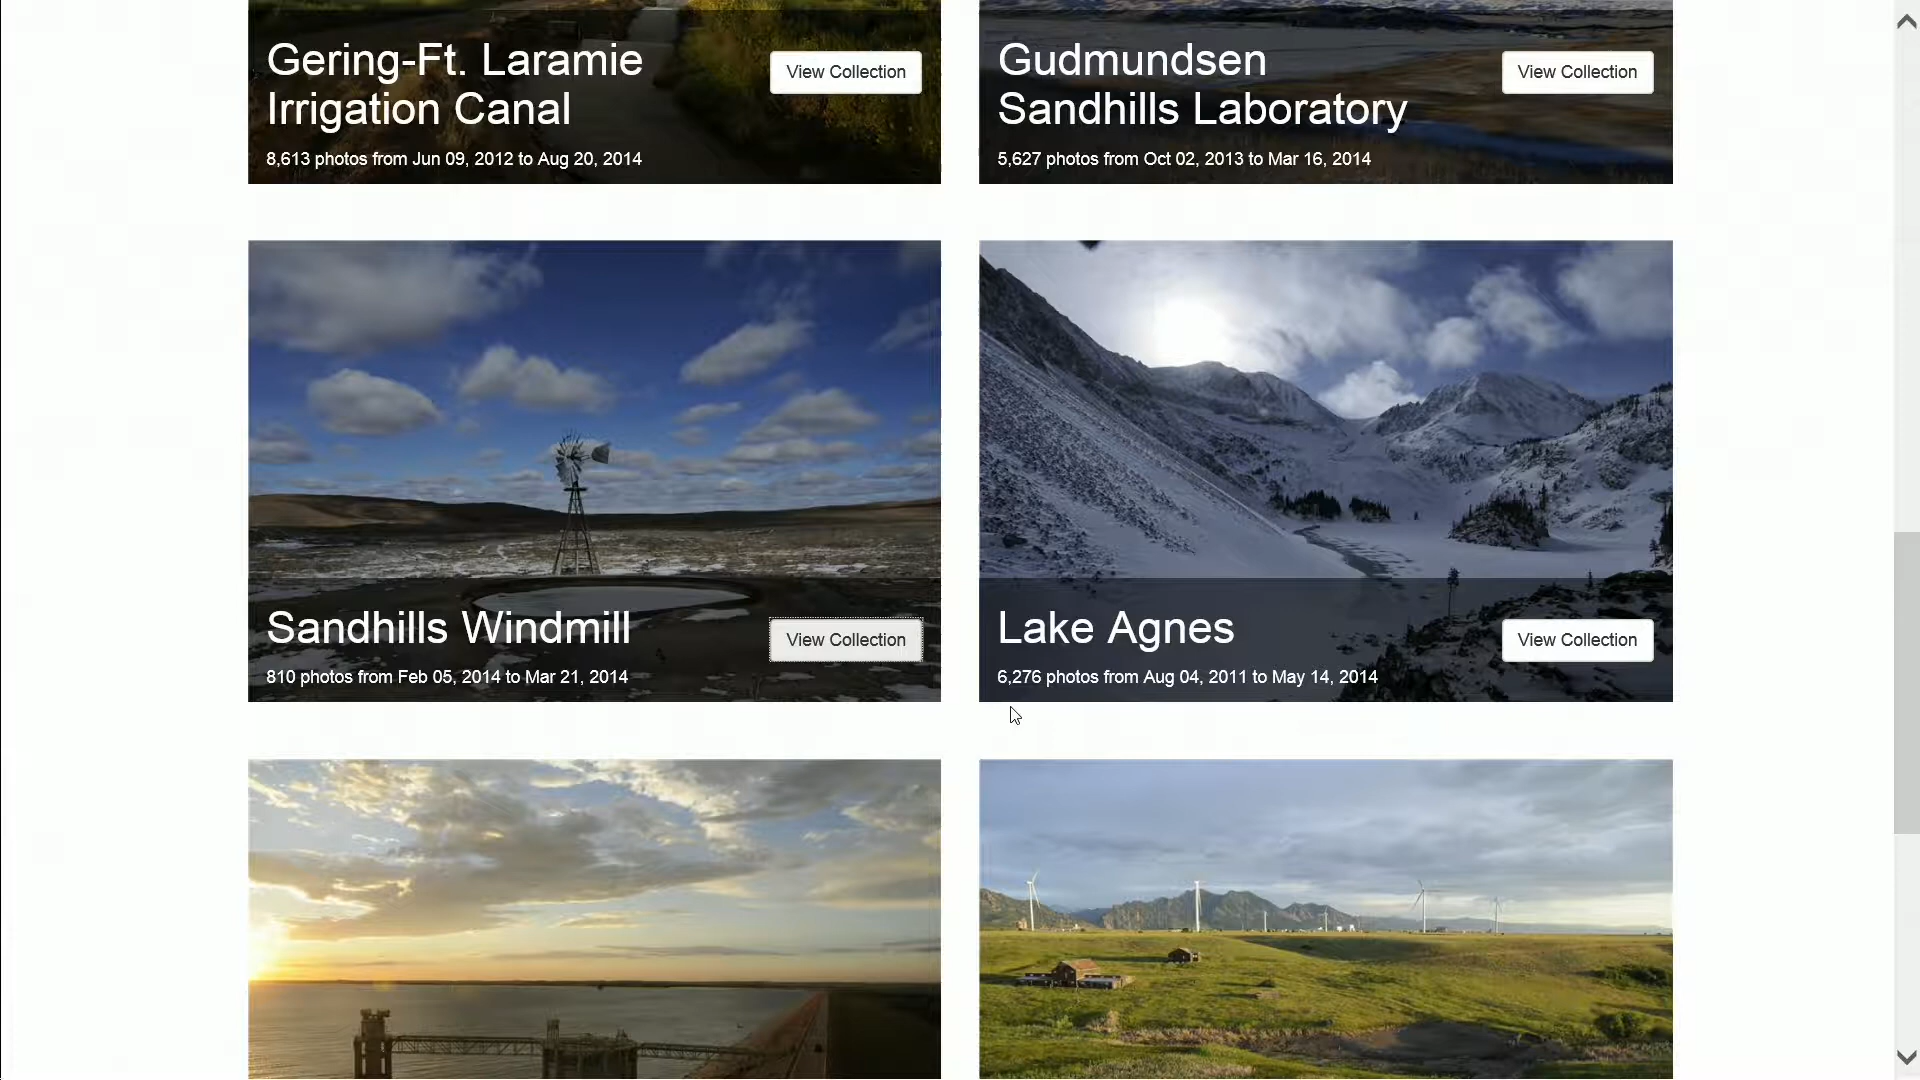 Gering-Ft. Laramie
Irrigation Canal
View Collection
8,613 photos from Jun 09, 2012 to Aug 20, 2014
Gudmundsen
Sandhills Laboratory
View Collection
5,627 photos from Oct 02, 2013 to Mar 16, 2014
Sandhills Windmill
View Collection
810 photos from Feb 05, 2014 to Mar 21, 2014
Lake Agnes
View Collection
6,276 photos from Aug 04, 2011 to May 14, 2014